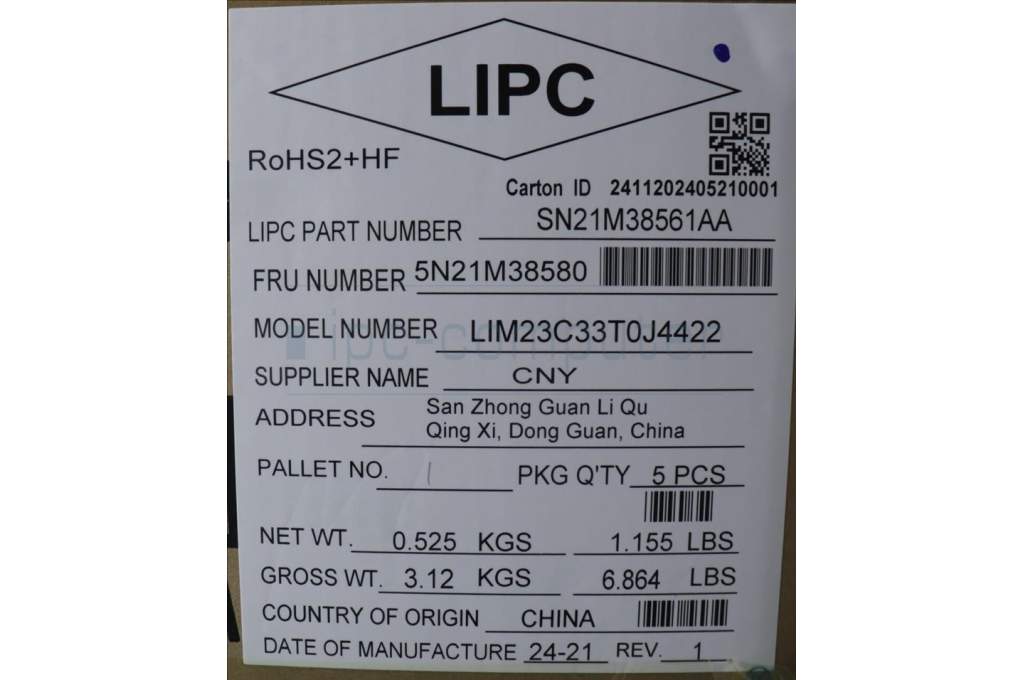 LIPC
RoHS2+HF
Carton ID 2411202405210001
LIPC PART NUMBER SN21M38561AA
FRU NUMBER 5N21M38580
MODEL NUMBER LIM23C33T0J4422
ipc-computer
SUPPLIER NAME CNY
ADDRESS San Zhong Guan Li Qu
Qing Xi, Dong Guan, China
PALLET NO. / PKG Q'TY 5 PCS
NET WT. 0.525 KGS 1.155 LBS
GROSS WT. 3.12 KGS 6.864 LBS
COUNTRY OF ORIGIN CHINA
DATE OF MANUFACTURE 24-21 REV. 1